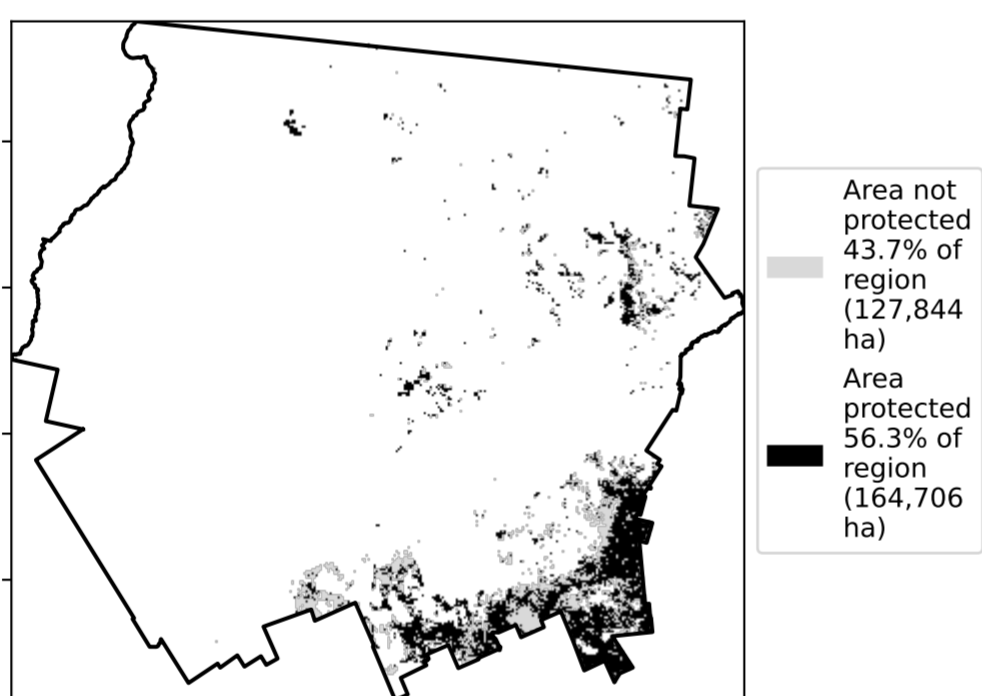 Area not
protected
43.7% of
region
(127,844
ha)
Area
protected
56.3% of
region
(164,706
ha)